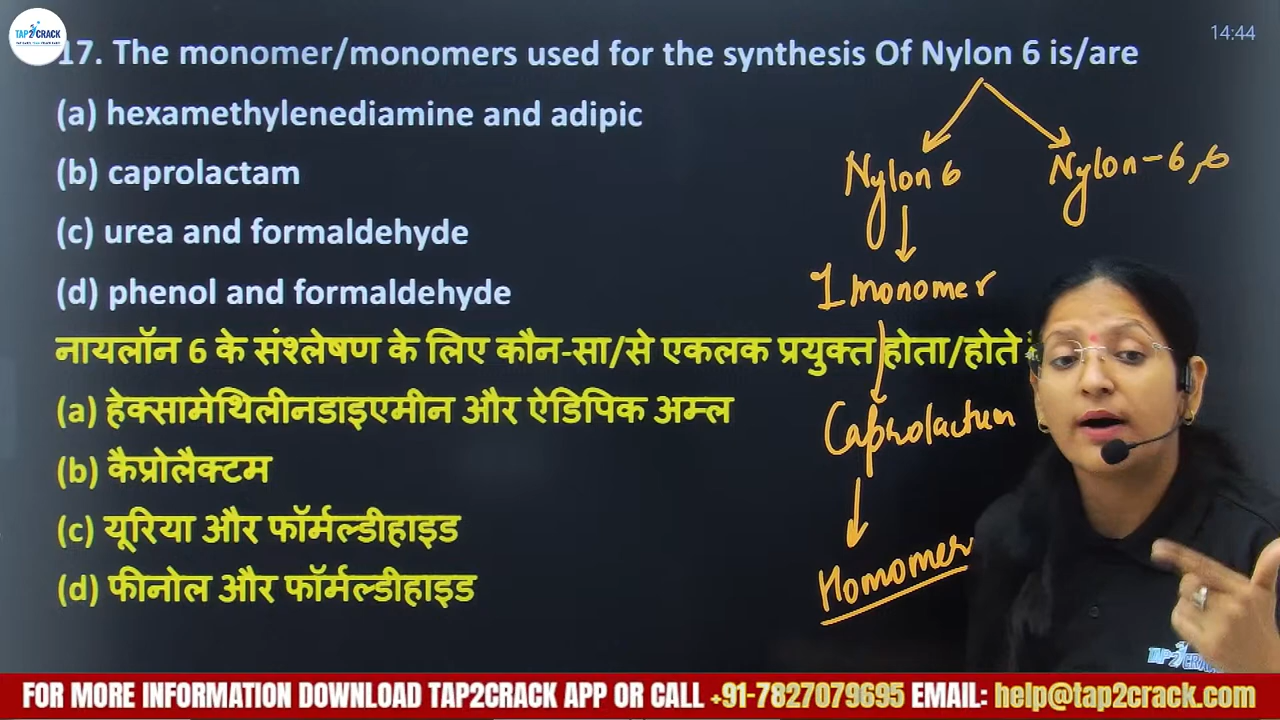 TAP2CRACK
14:44
17. The monomer/monomers used for the synthesis Of Nylon 6 is/are
(a) hexamethylenediamine and adipic
(b) caprolactam
(c) urea and formaldehyde
(d) phenol and formaldehyde
नायलॉन 6 के संश्लेषण के लिए कौन-सा/से एकलक प्रयुक्त होता/होते
(a) हेक्सामेथिलीनडाइएमीन और ऐडिपिक अम्ल
(b) कैप्रोलैक्टम
(c) यूरिया और फॉर्मल्डीहाइड
(d) फीनोल और फॉर्मल्डीहाइड
Nylon 6
Nylon-6,6
1 monomer
Caprolactum
Homomer
TAP2CRACK
FOR MORE INFORMATION DOWNLOAD TAP2CRACK APP OR CALL +91-7827079695 EMAIL: help@tap2crack.com